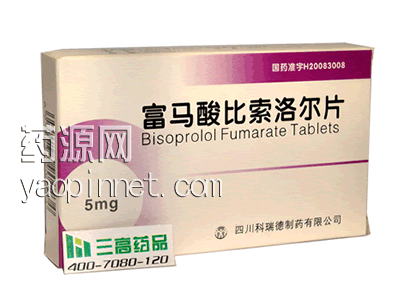 国药准字H20083008
富马酸比索洛尔片
Bisoprolol Fumarate Tablets
药源网
yaopinnet.com
5mg
四川科瑞德制药有限公司
三高药品
400-7080-120